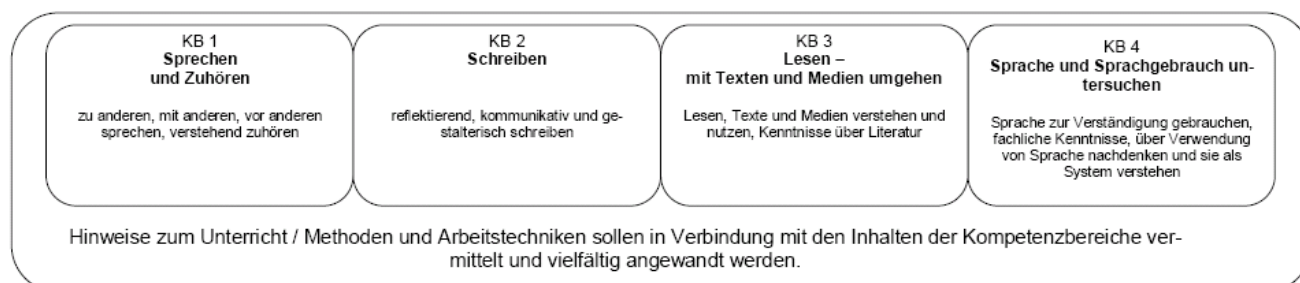 KB 1
Sprechen
und Zuhören
zu anderen, mit anderen, vor anderen
sprechen, verstehend zuhören
KB 2
Schreiben
reflektierend, kommunikativ und ge-
stalterisch schreiben
KB 3
Lesen –
mit Texten und Medien umgehen
Lesen, Texte und Medien verstehen und
nutzen, Kenntnisse über Literatur
KB 4
Sprache und Sprachgebrauch un-
tersuchen
Sprache zur Verständigung gebrauchen,
fachliche Kenntnisse, über Verwendung
von Sprache nachdenken und sie als
System verstehen
Hinweise zum Unterricht / Methoden und Arbeitstechniken sollen in Verbindung mit den Inhalten der Kompetenzbereiche ver-
mittelt und vielfältig angewandt werden.